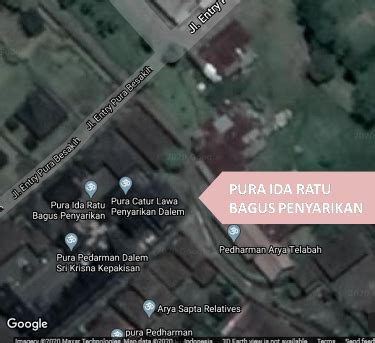 Jl. Entry Pura Besakih
Jl. Entry Pura Besakih
Jl. Entry
PURA IDA RATU
BAGUS PENYARIKAN
Pura Ida Ratu
Bagus Penyarikan
Pura Catur Lawa
Penyarikan Dalem
Pedharman Arya Telabah
Pura Pedarman Dalem
Sri Krisna Kepakisan
Arya Sapta Relatives
pura Pedharman
Google
Imagery ©2020 Maxar Technologies, Map data ©2020
Indonesia
3D Earth view is not available
Terms
Send feed